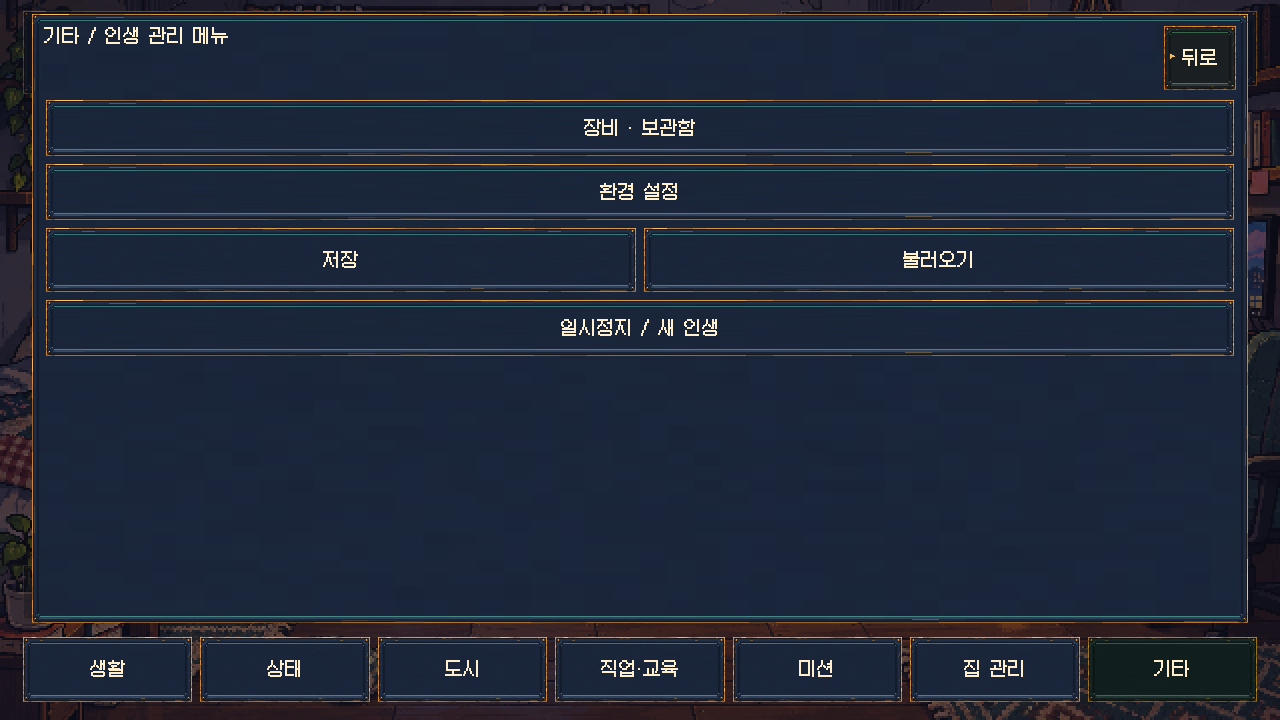 기타 / 인생 관리 메뉴
뒤로
장비 · 보관함
환경 설정
저장
불러오기
일시정지 / 새 인생
생활
상태
도시
직업·교육
미션
집 관리
기타